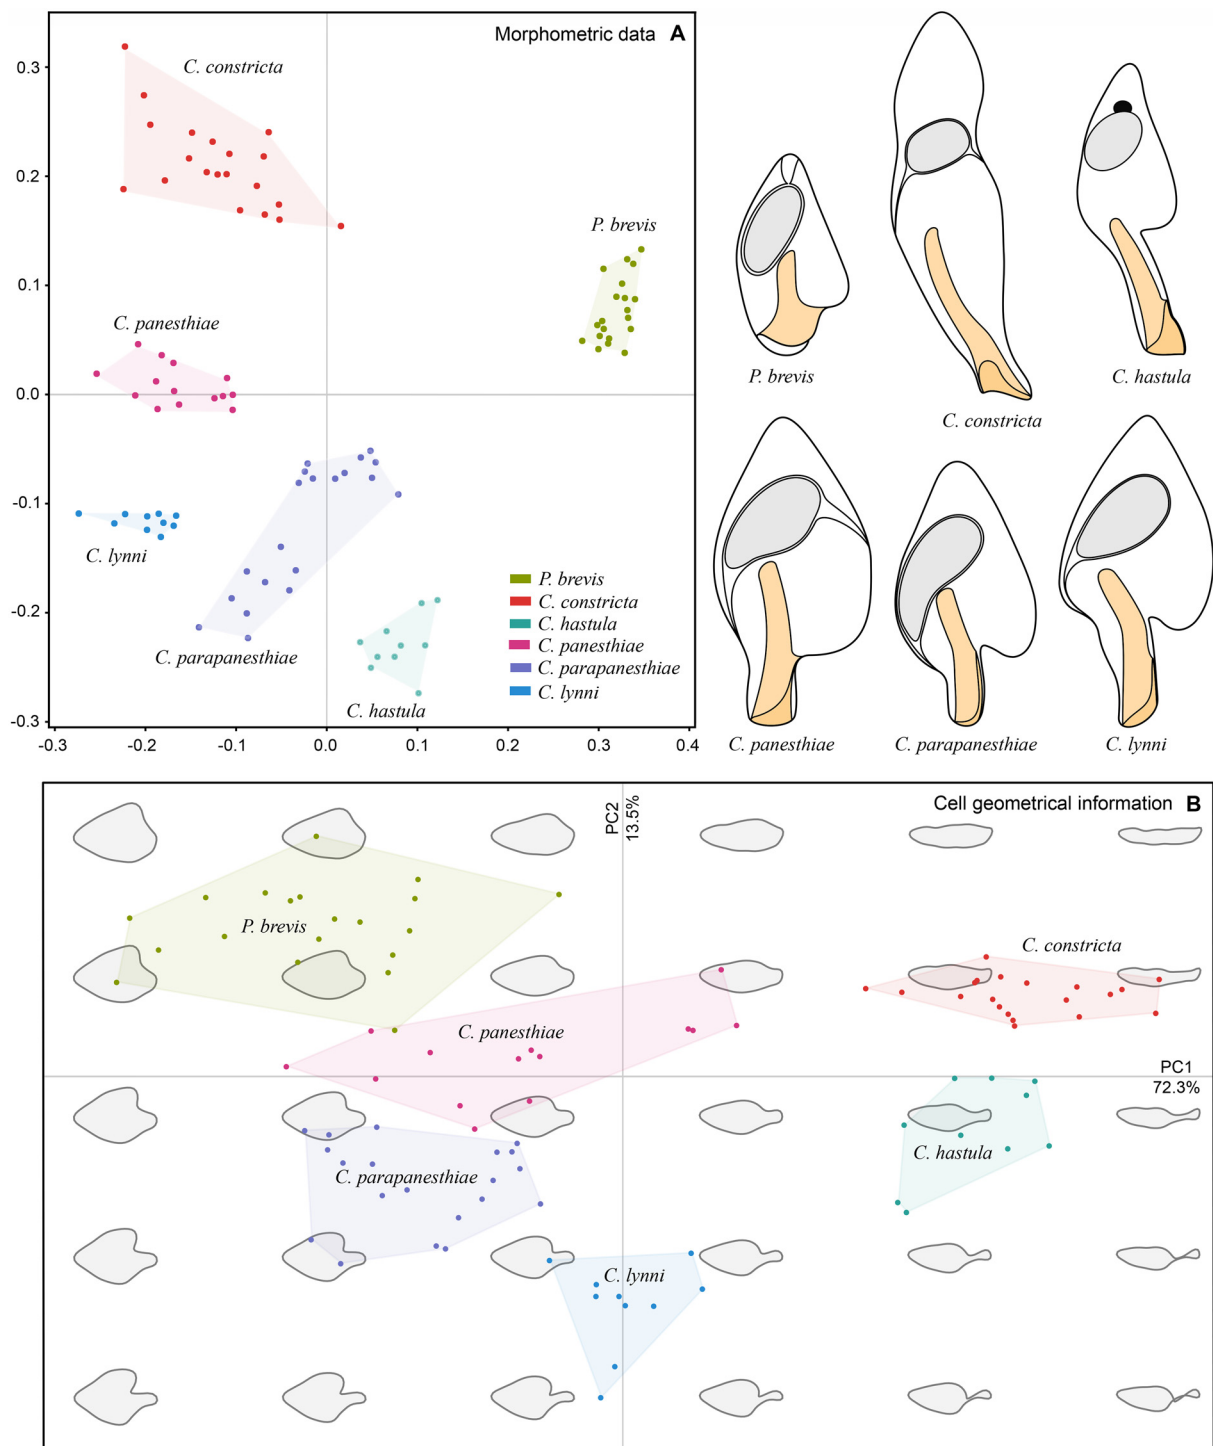 Morphometric data A
0.3
0.2
0.1
0.0
-0.1
-0.2
-0.3
-0.3 -0.2 -0.1 0.0 0.1 0.2 0.3 0.4
C. constricta
P. brevis
C. panesthiae
C. lynni
C. parapanesthiae
C. hastula
P. brevis
C. constricta
C. hastula
C. panesthiae
C. parapanesthiae
C. lynni
P. brevis
C. constricta
C. hastula
C. panesthiae
C. parapanesthiae
C. lynni
Cell geometrical information B
PC2
13.5%
P. brevis
C. constricta
C. panesthiae
PC1
72.3%
C. hastula
C. parapanesthiae
C. lynni